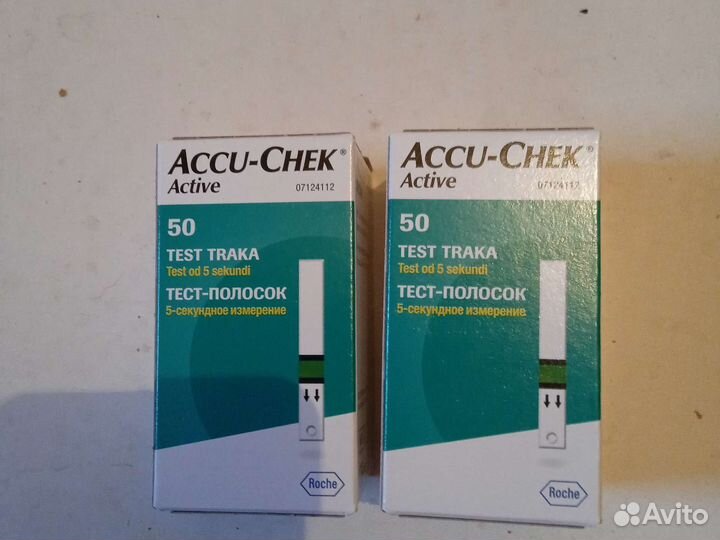 ACCU-CHEK®
Active
07124112
50
TEST TRAKA
Test od 5 sekundi
ТЕСТ-ПОЛОСОК
5-секундное измерение
Roche
ACCU-CHEK®
Active
07124112
50
TEST TRAKA
Test od 5 sekundi
ТЕСТ-ПОЛОСОК
5-секундное измерение
Roche
Avito